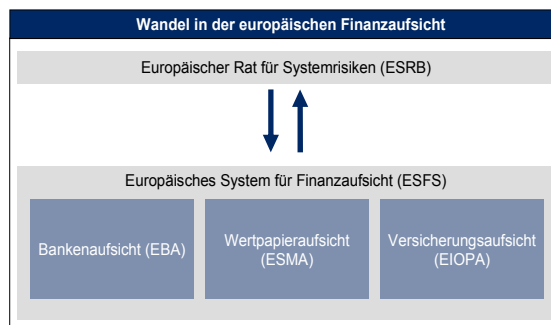 Wandel in der europäischen Finanzaufsicht
Europäischer Rat für Systemrisiken (ESRB)
Europäisches System für Finanzaufsicht (ESFS)
Bankenaufsicht (EBA)
Wertpapieraufsicht
(ESMA)
Versicherungsaufsicht
(EIOPA)